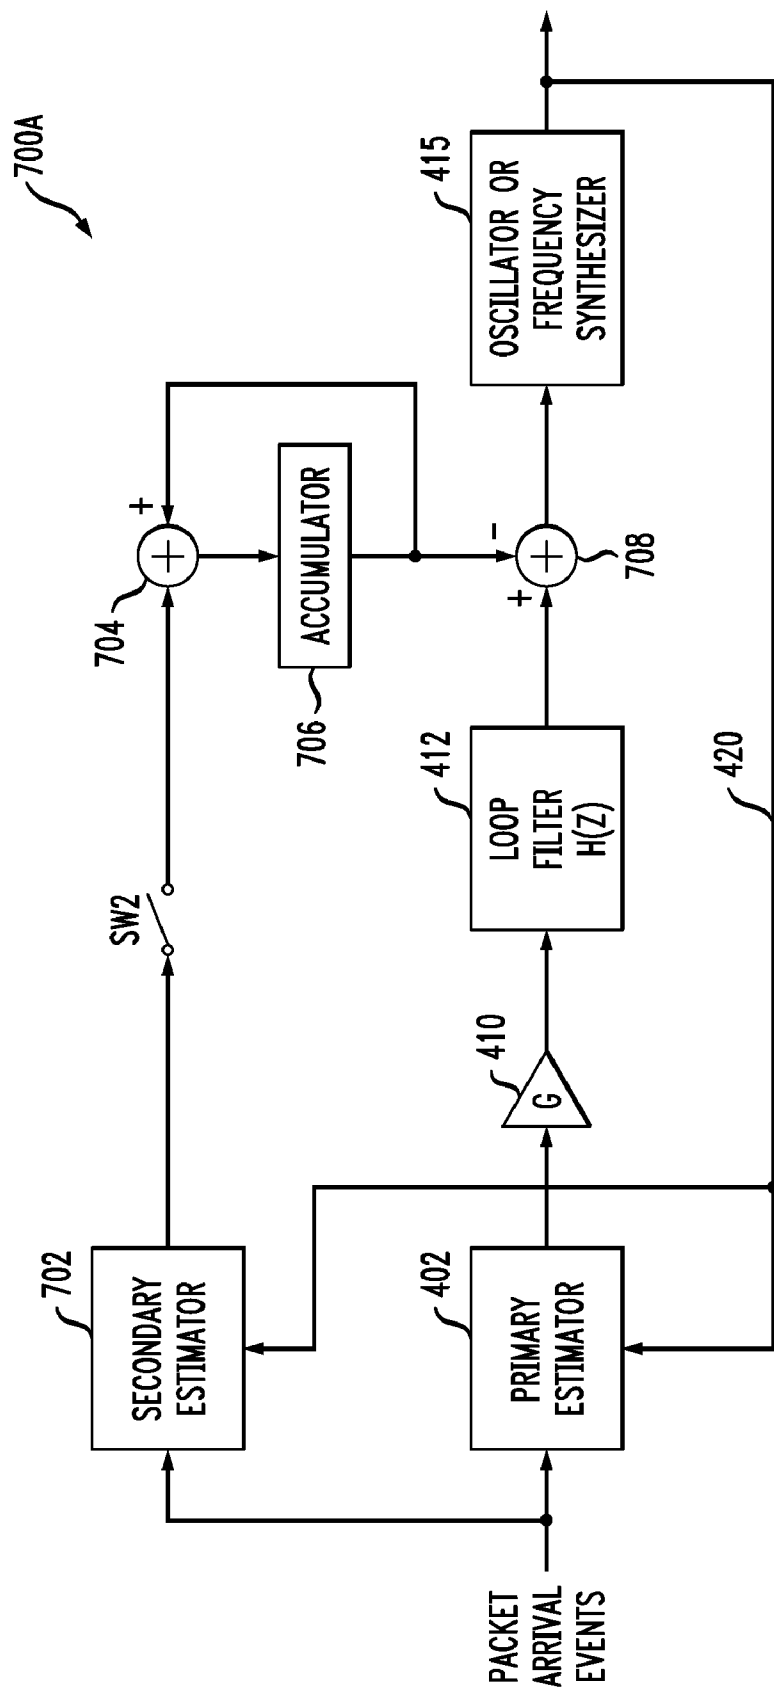 700A
702
SECONDARY
ESTIMATOR
SW2
704
+
+
706
ACCUMULATOR
-
+
+
708
PACKET
ARRIVAL
EVENTS
402
PRIMARY
ESTIMATOR
410
G
412
LOOP
FILTER
H(Z)
415
OSCILLATOR OR
FREQUENCY
SYNTHESIZER
420